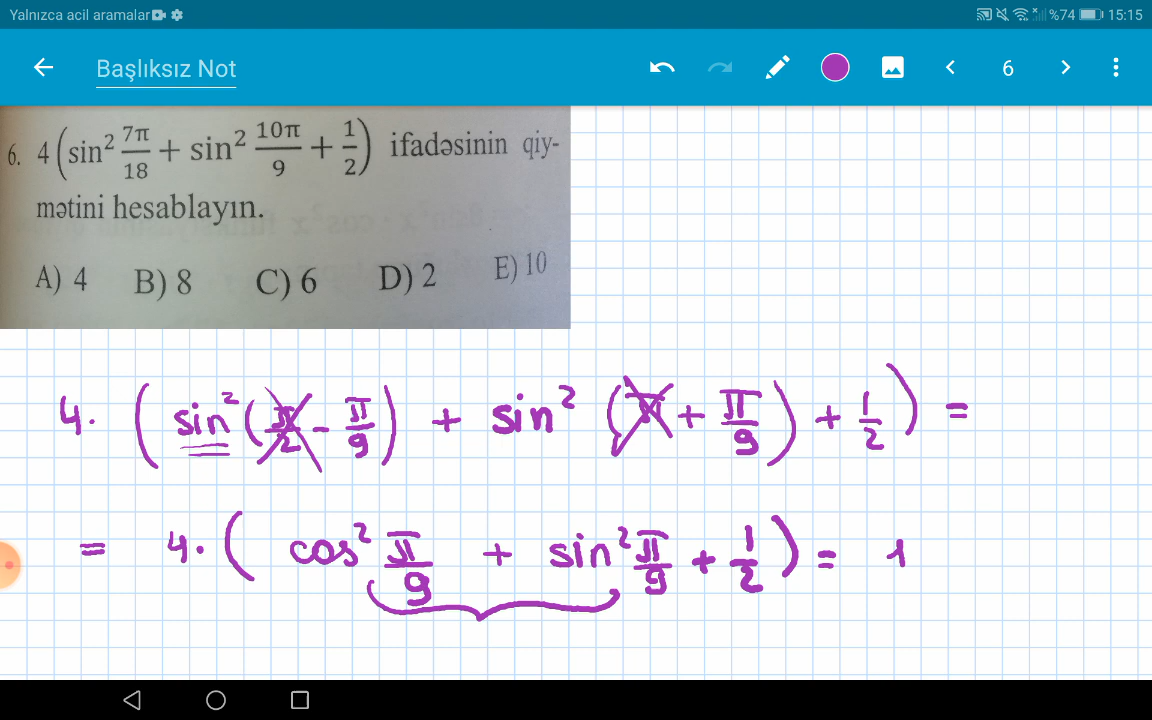 Yalnızca acil aramalar %74 15:15
Başlıksız Not 6
6. 4(sin² 7π/18 + sin² 10π/9 + 1/2) ifadəsinin qiy-
mətini hesablayın.
A) 4 B) 8 C) 6 D) 2 E) 10
4. (sin²(π/2 - π/9) + sin² (π + π/9) + 1/2) =
= 4. (cos² π/9 + sin² π/9 + 1/2) = 1